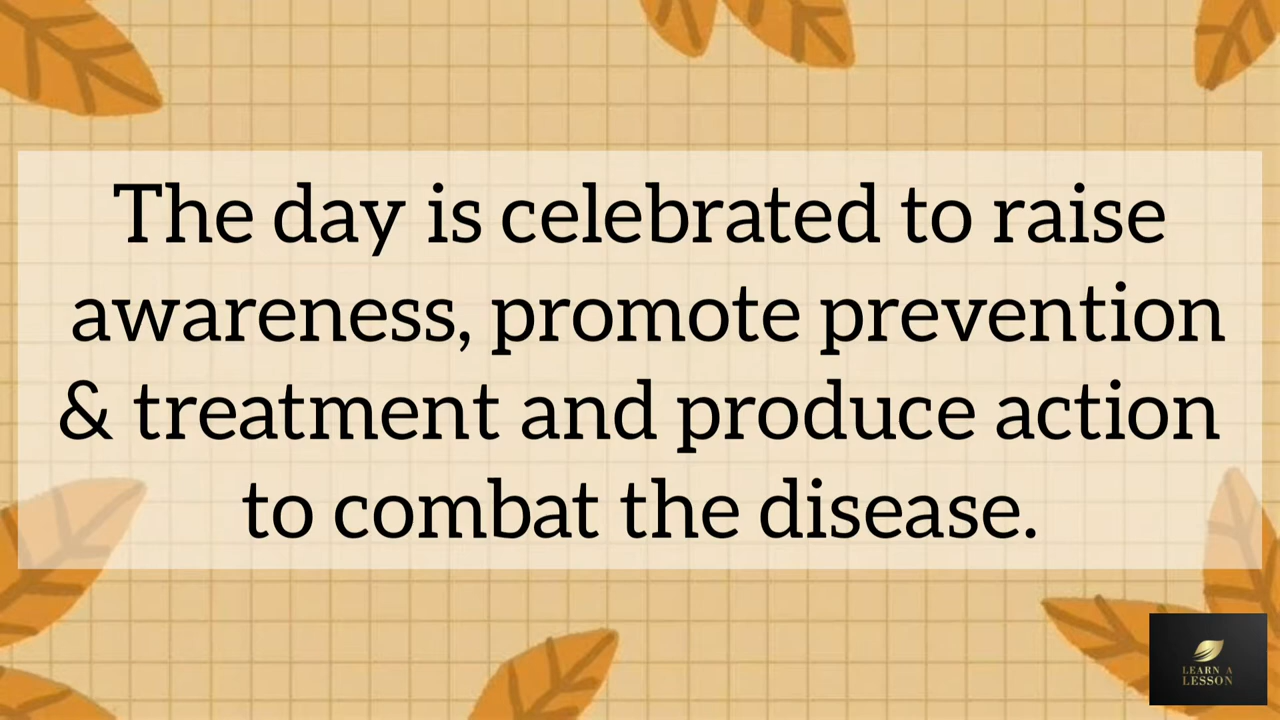 The day is celebrated to raise
awareness, promote prevention
& treatment and produce action
to combat the disease.
LEARN A
LESSON